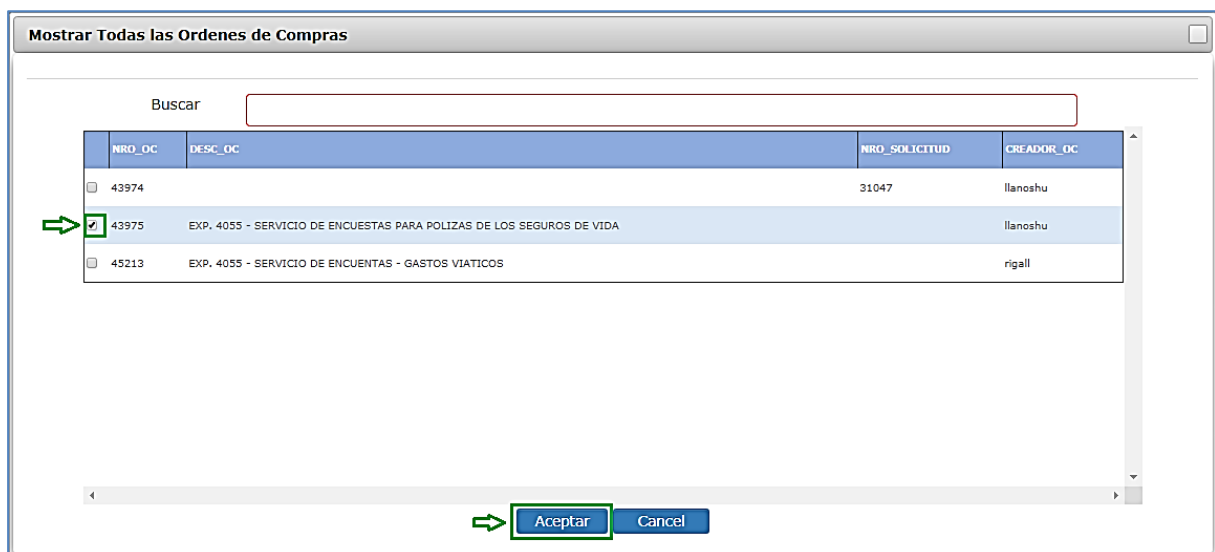 Mostrar Todas las Ordenes de Compras
Buscar
NRO_OC DESC_OC NRO_SOLICITUD CREADOR_OC
43974 31047 llanoshu
43975 EXP. 4055 - SERVICIO DE ENCUESTAS PARA POLIZAS DE LOS SEGUROS DE VIDA llanoshu
45213 EXP. 4055 - SERVICIO DE ENCUENTAS - GASTOS VIATICOS rigall
Aceptar Cancel